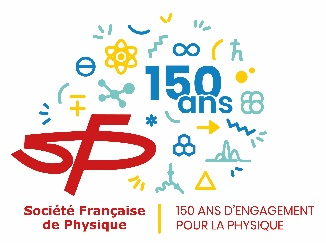 150
ans
SFP
Société Française
de Physique
150 ANS D'ENGAGEMENT
POUR LA PHYSIQUE